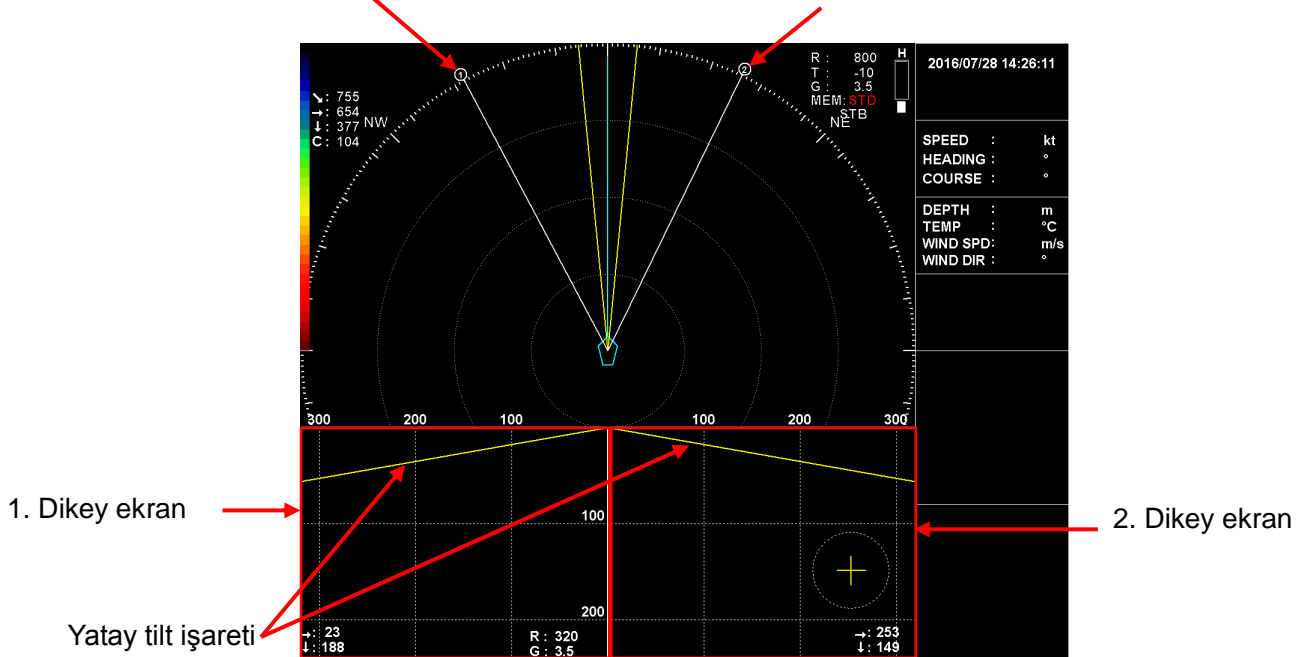 1
2
R : 800
T : -10
G : 3.5
MEM: STD
STB
H
2016/07/28 14:26:11
↘: 755
→: 654
↓: 377
C: 104
NW
NE
SPEED : kt
HEADING : °
COURSE : °
DEPTH : m
TEMP : °C
WIND SPD: m/s
WIND DIR : °
300 200 100 100 200 300
1. Dikey ekran
2. Dikey ekran
100
200
Yatay tilt işareti
→: 23
↓: 188
R : 320
G : 3.5
→: 253
↓: 149